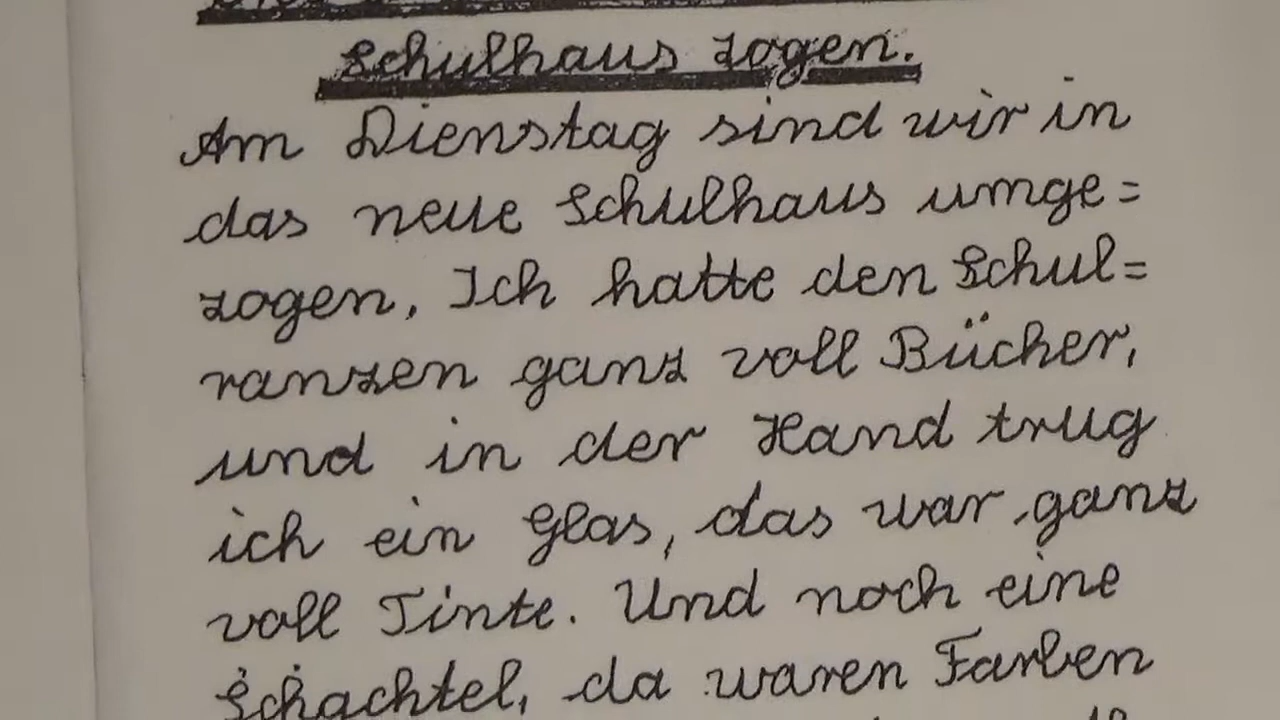 Schulhaus zogen.
Am Dienstag sind wir in
das neue Schulhaus umge=
zogen. Ich hatte den Schul=
ranzen ganz voll Bücher,
und in der Hand trug
ich ein Glas, das war ganz
voll Tinte. Und noch eine
Schachtel, da waren Farben